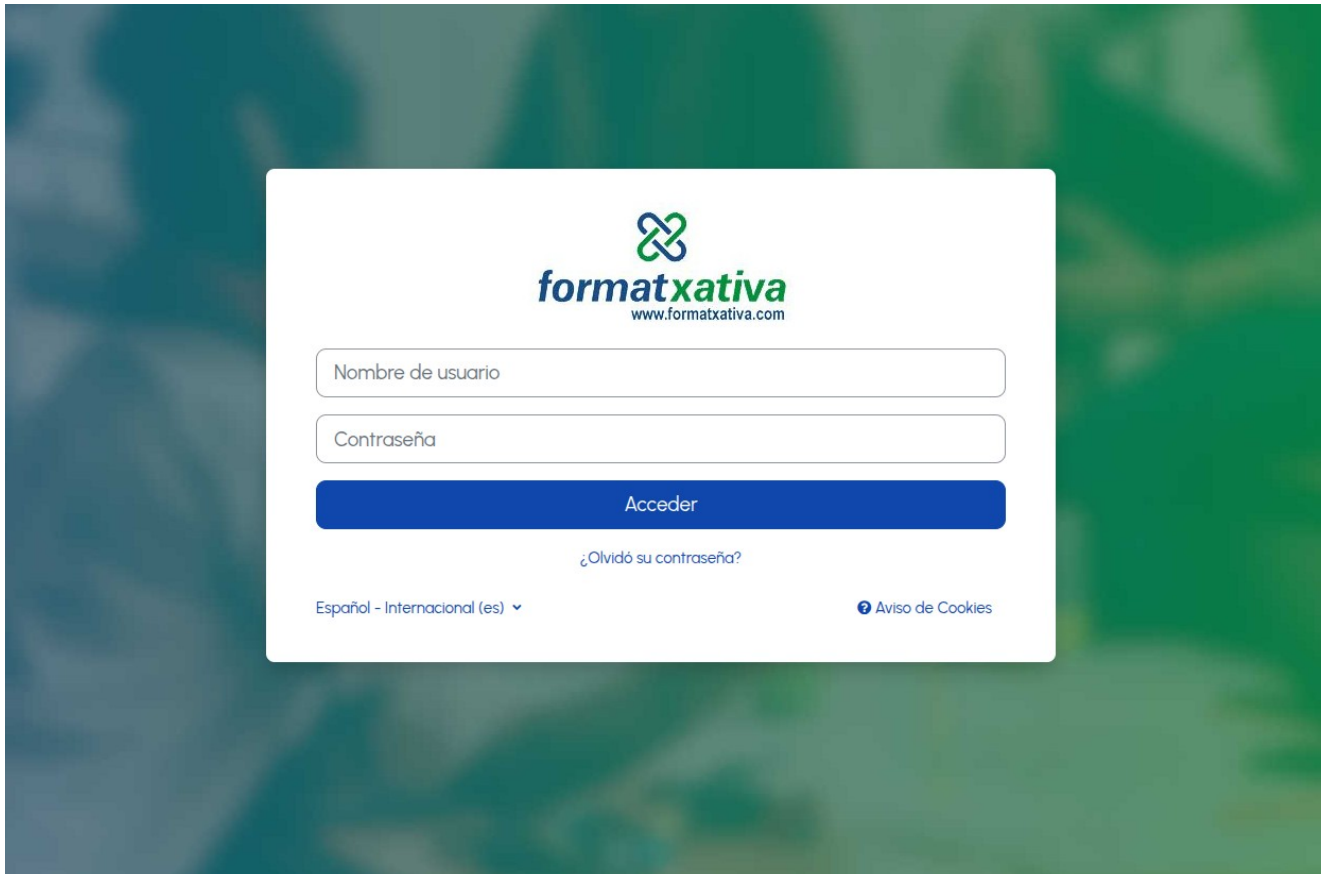 formatxativa
www.formatxativa.com
Nombre de usuario
Contraseña
Acceder
¿Olvidó su contraseña?
Español - Internacional (es)
Aviso de Cookies